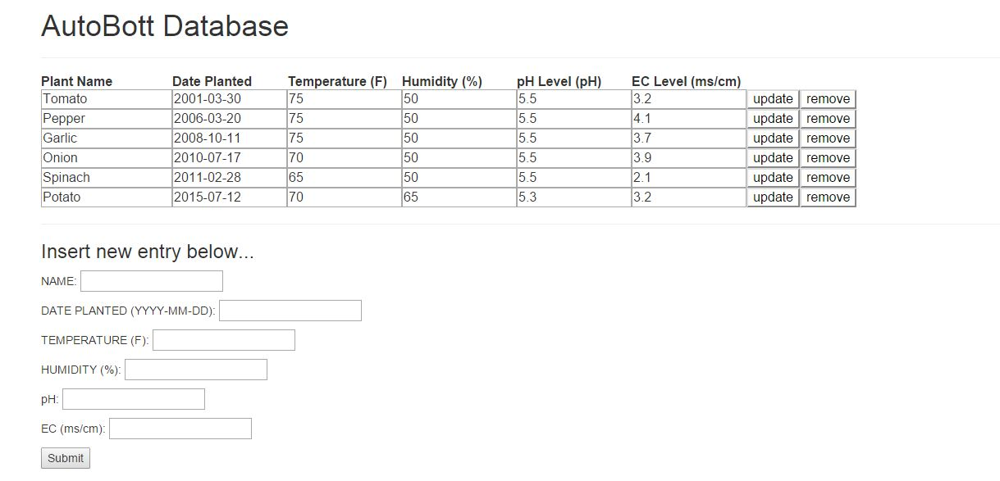 AutoBott Database
Plant Name Date Planted Temperature (F) Humidity (%) pH Level (pH) EC Level (ms/cm)
Tomato 2001-03-30 75 50 5.5 3.2 update remove
Pepper 2006-03-20 75 50 5.5 4.1 update remove
Garlic 2008-10-11 75 50 5.5 3.7 update remove
Onion 2010-07-17 70 50 5.5 3.9 update remove
Spinach 2011-02-28 65 50 5.5 2.1 update remove
Potato 2015-07-12 70 65 5.3 3.2 update remove
Insert new entry below...
NAME:
DATE PLANTED (YYYY-MM-DD):
TEMPERATURE (F):
HUMIDITY (%):
pH:
EC (ms/cm):
Submit